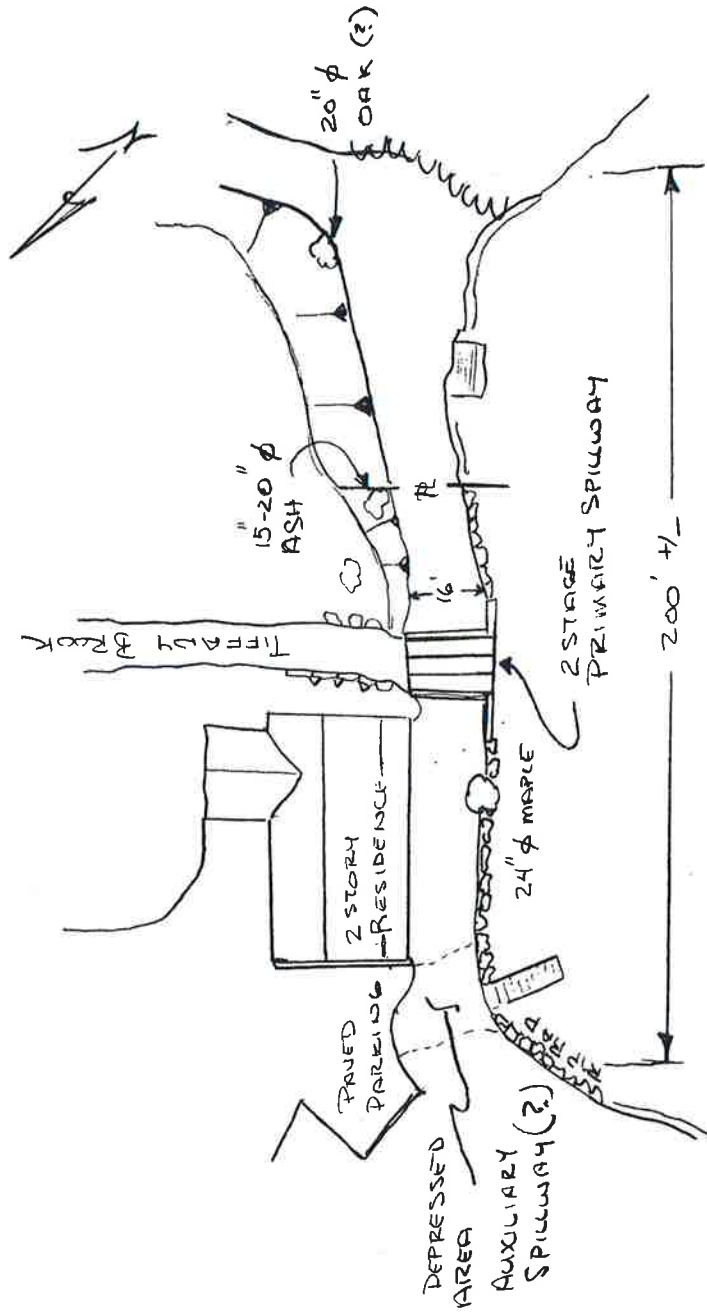 20" ϕ
OAK (?)
15-20" ϕ
ASH
TIFFANY BROOK
16'
PL
2 STAGE
PRIMARY SPILLWAY
200' +/-
2 STORY
RESIDENCE
24" ϕ MAPLE
PAVED
PARKING
RIP RAP
DEPRESSED
AREA
AUXILIARY
SPILLWAY (?)